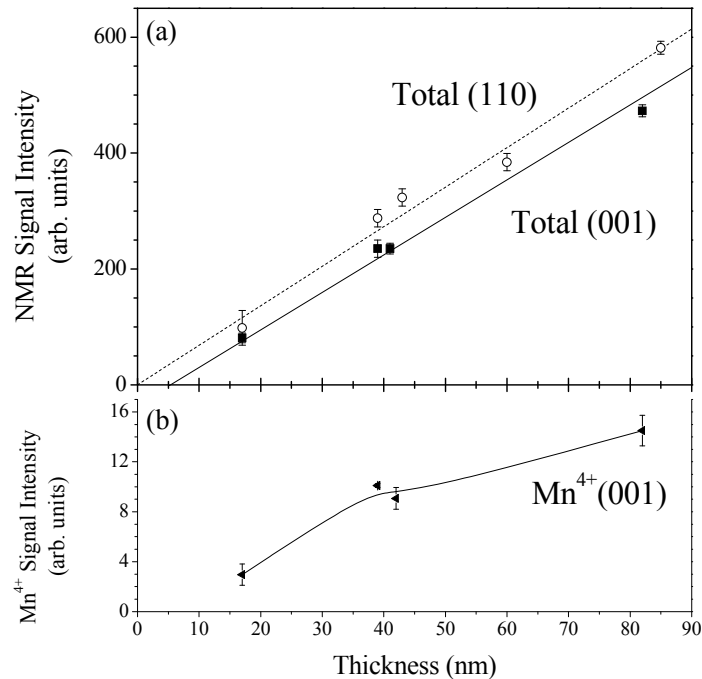 (a)
600
400
200
0
NMR Signal Intensity
(arb. units)
Total (110)
Total (001)
(b)
16
12
8
4
0
Mn⁴⁺ Signal Intensity
(arb. units)
Mn⁴⁺(001)
0 10 20 30 40 50 60 70 80 90
Thickness (nm)